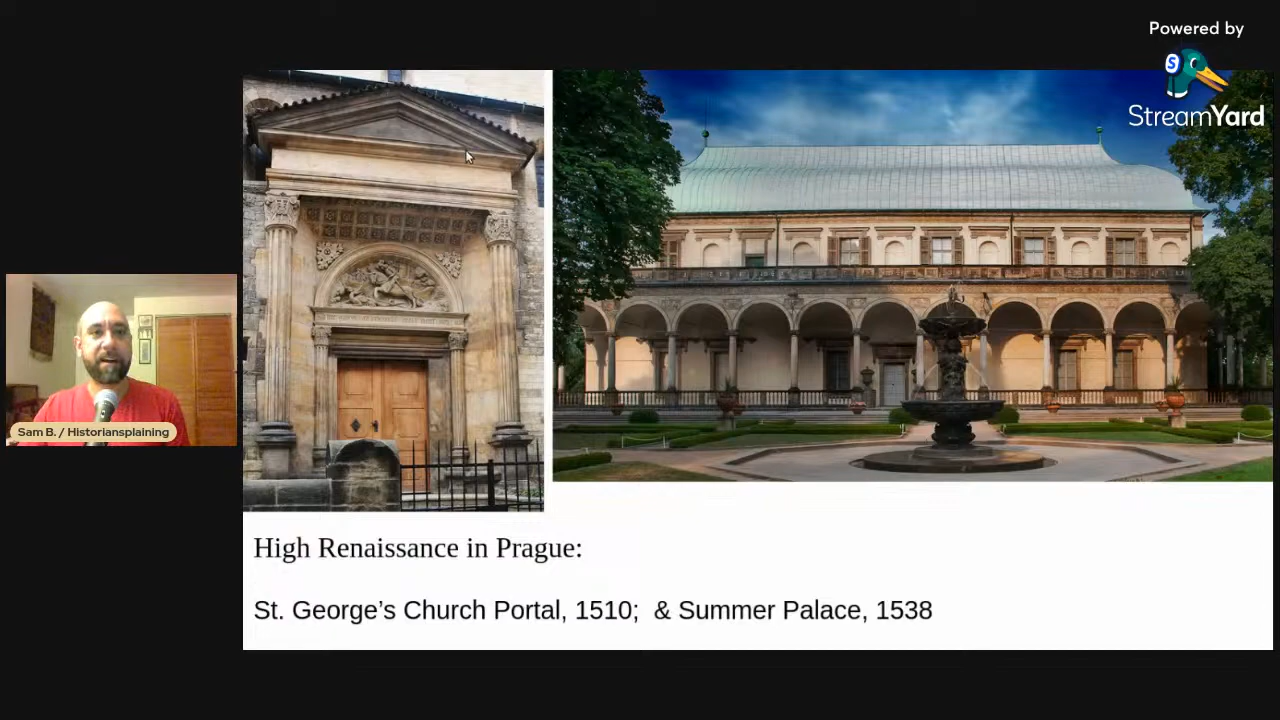 Powered by
S
StreamYard
Sam B. / Historiansplaining
High Renaissance in Prague:
St. George's Church Portal, 1510;  & Summer Palace, 1538